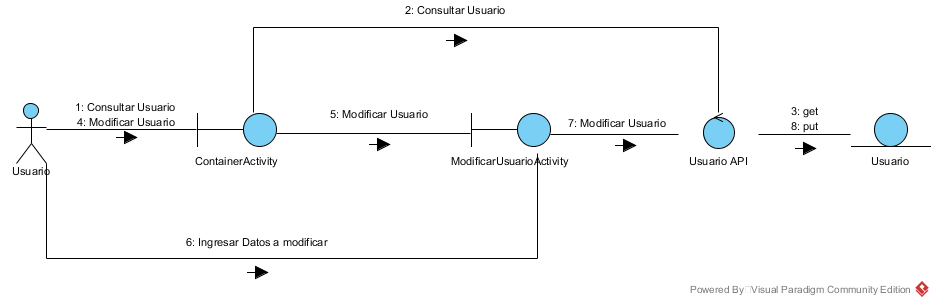 2: Consultar Usuario
1: Consultar Usuario
4: Modificar Usuario
5: Modificar Usuario
7: Modificar Usuario
3: get
8: put
Usuario
ContainerActivity
ModificarUsuarioActivity
Usuario API
Usuario
6: Ingresar Datos a modificar
Powered By Visual Paradigm Community Edition